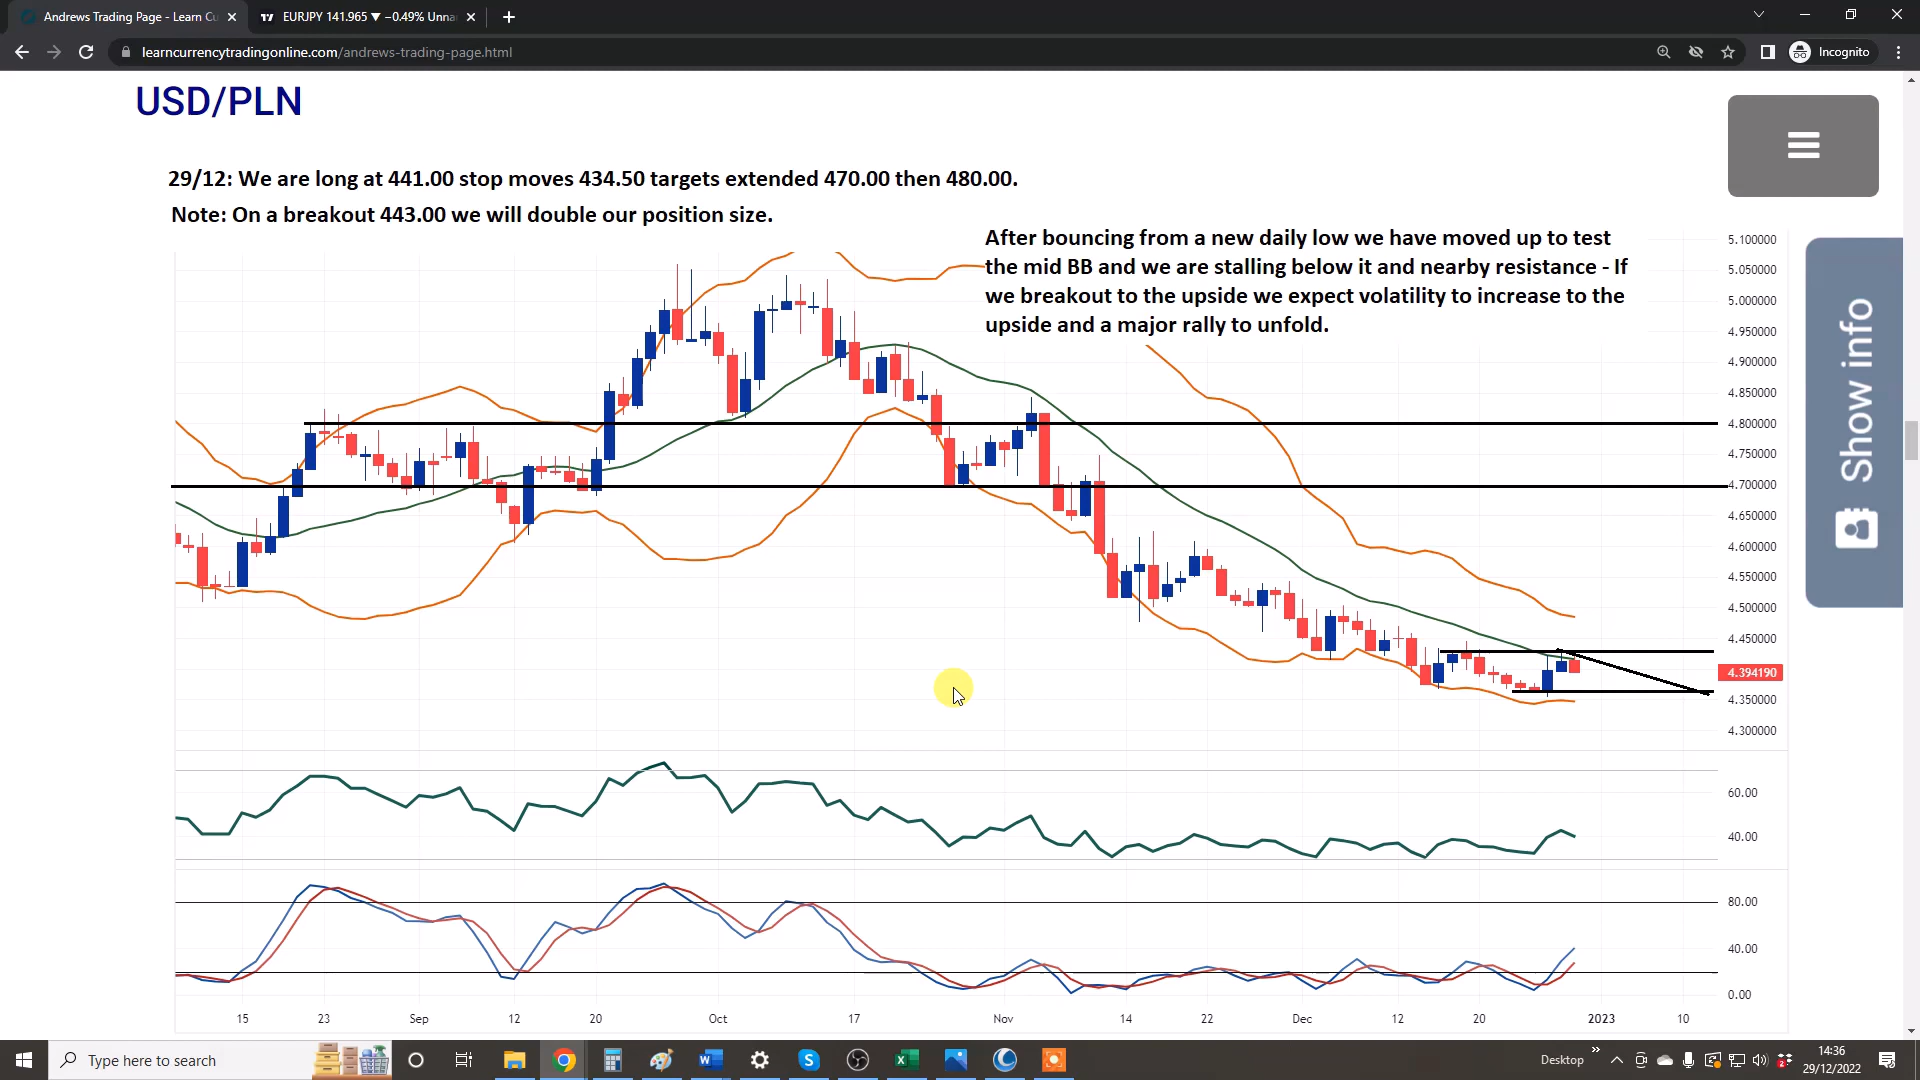 Andrews Trading Page - Learn Cu
EURJPY 141.965 ▼ −0.49% Unna
learncurrencytradingonline.com/andrews-trading-page.html
Incognito
USD/PLN
29/12: We are long at 441.00 stop moves 434.50 targets extended 470.00 then 480.00.
Note: On a breakout 443.00 we will double our position size.
After bouncing from a new daily low we have moved up to test
the mid BB and we are stalling below it and nearby resistance - If
we breakout to the upside we expect volatility to increase to the
upside and a major rally to unfold.
Show info
5.100000
5.050000
5.000000
4.950000
4.900000
4.850000
4.800000
4.750000
4.700000
4.650000
4.600000
4.550000
4.500000
4.450000
4.394190
4.350000
4.300000
60.00
40.00
80.00
40.00
0.00
15 23 Sep 12 20 Oct 17 Nov 14 22 Dec 12 20 2023 10
Type here to search
Desktop
14:36
29/12/2022